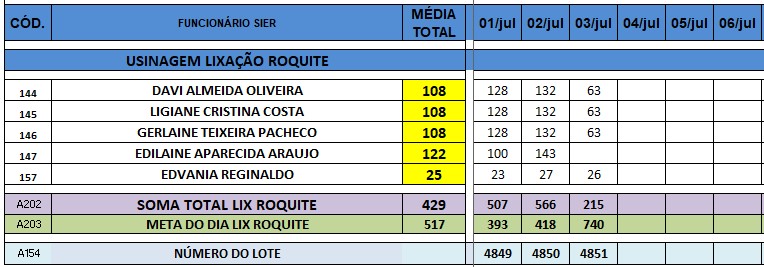 CÓD. FUNCIONÁRIO SIER MÉDIA TOTAL 01/jul 02/jul 03/jul 04/jul 05/jul 06/jul
USINAGEM LIXAÇÃO ROQUITE
144 DAVI ALMEIDA OLIVEIRA 108 128 132 63
145 LIGIANE CRISTINA COSTA 108 128 132 63
146 GERLAINE TEIXEIRA PACHECO 108 128 132 63
147 EDILAINE APARECIDA ARAUJO 122 100 143
157 EDVANIA REGINALDO 25 23 27 26
A202 SOMA TOTAL LIX ROQUITE 429 507 566 215
A203 META DO DIA LIX ROQUITE 517 393 418 740
A154 NÚMERO DO LOTE 4849 4850 4851